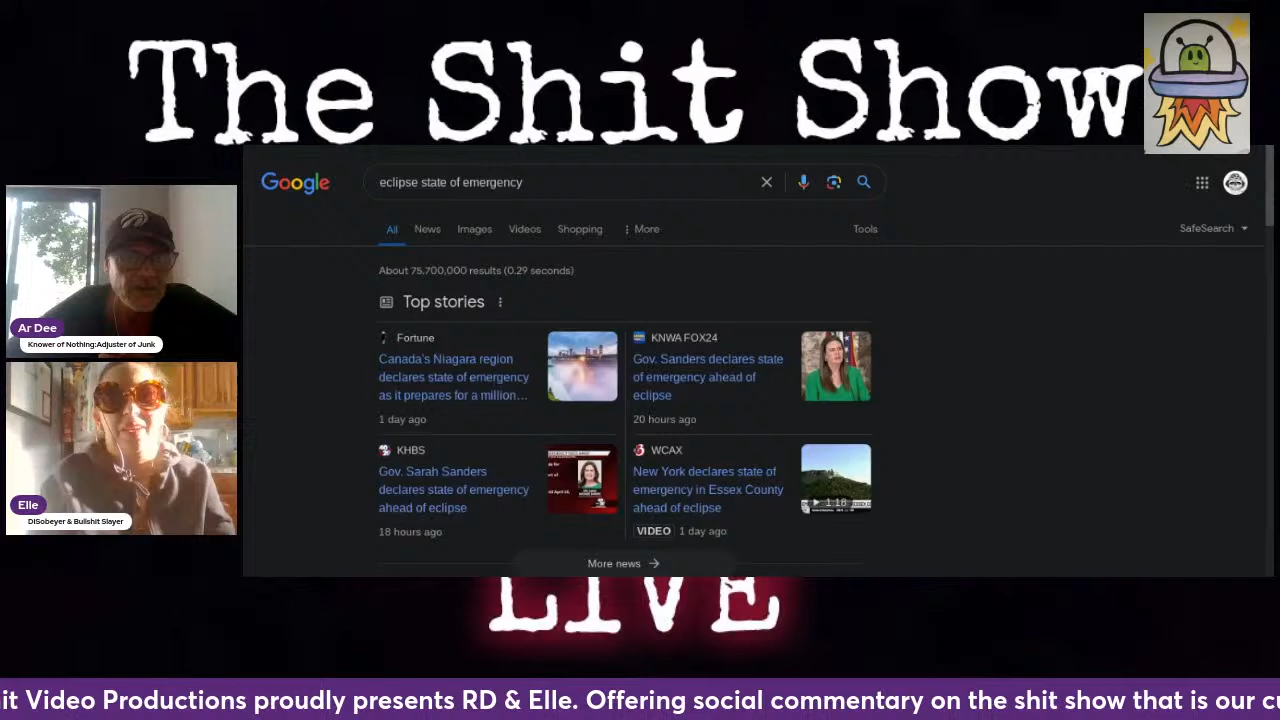 The Shit Show
Google
eclipse state of emergency
All
News
Images
Videos
Shopping
More
Tools
SafeSearch
About 75,700,000 results (0.29 seconds)
Top stories
Fortune
Canada's Niagara region
declares state of emergency
as it prepares for a million...
1 day ago
KNWA FOX24
Gov. Sanders declares state
of emergency ahead of
eclipse
20 hours ago
KHBS
Gov. Sarah Sanders
declares state of emergency
ahead of eclipse
18 hours ago
WCAX
New York declares state of
emergency in Essex County
ahead of eclipse
1:18
VIDEO 1 day ago
More news
Ar Dee
Knower of Nothing:Adjuster of Junk
Elle
DISobeyer & Bullshit Slayer
LIVE
it Video Productions proudly presents RD & Elle. Offering social commentary on the shit show that is our cu